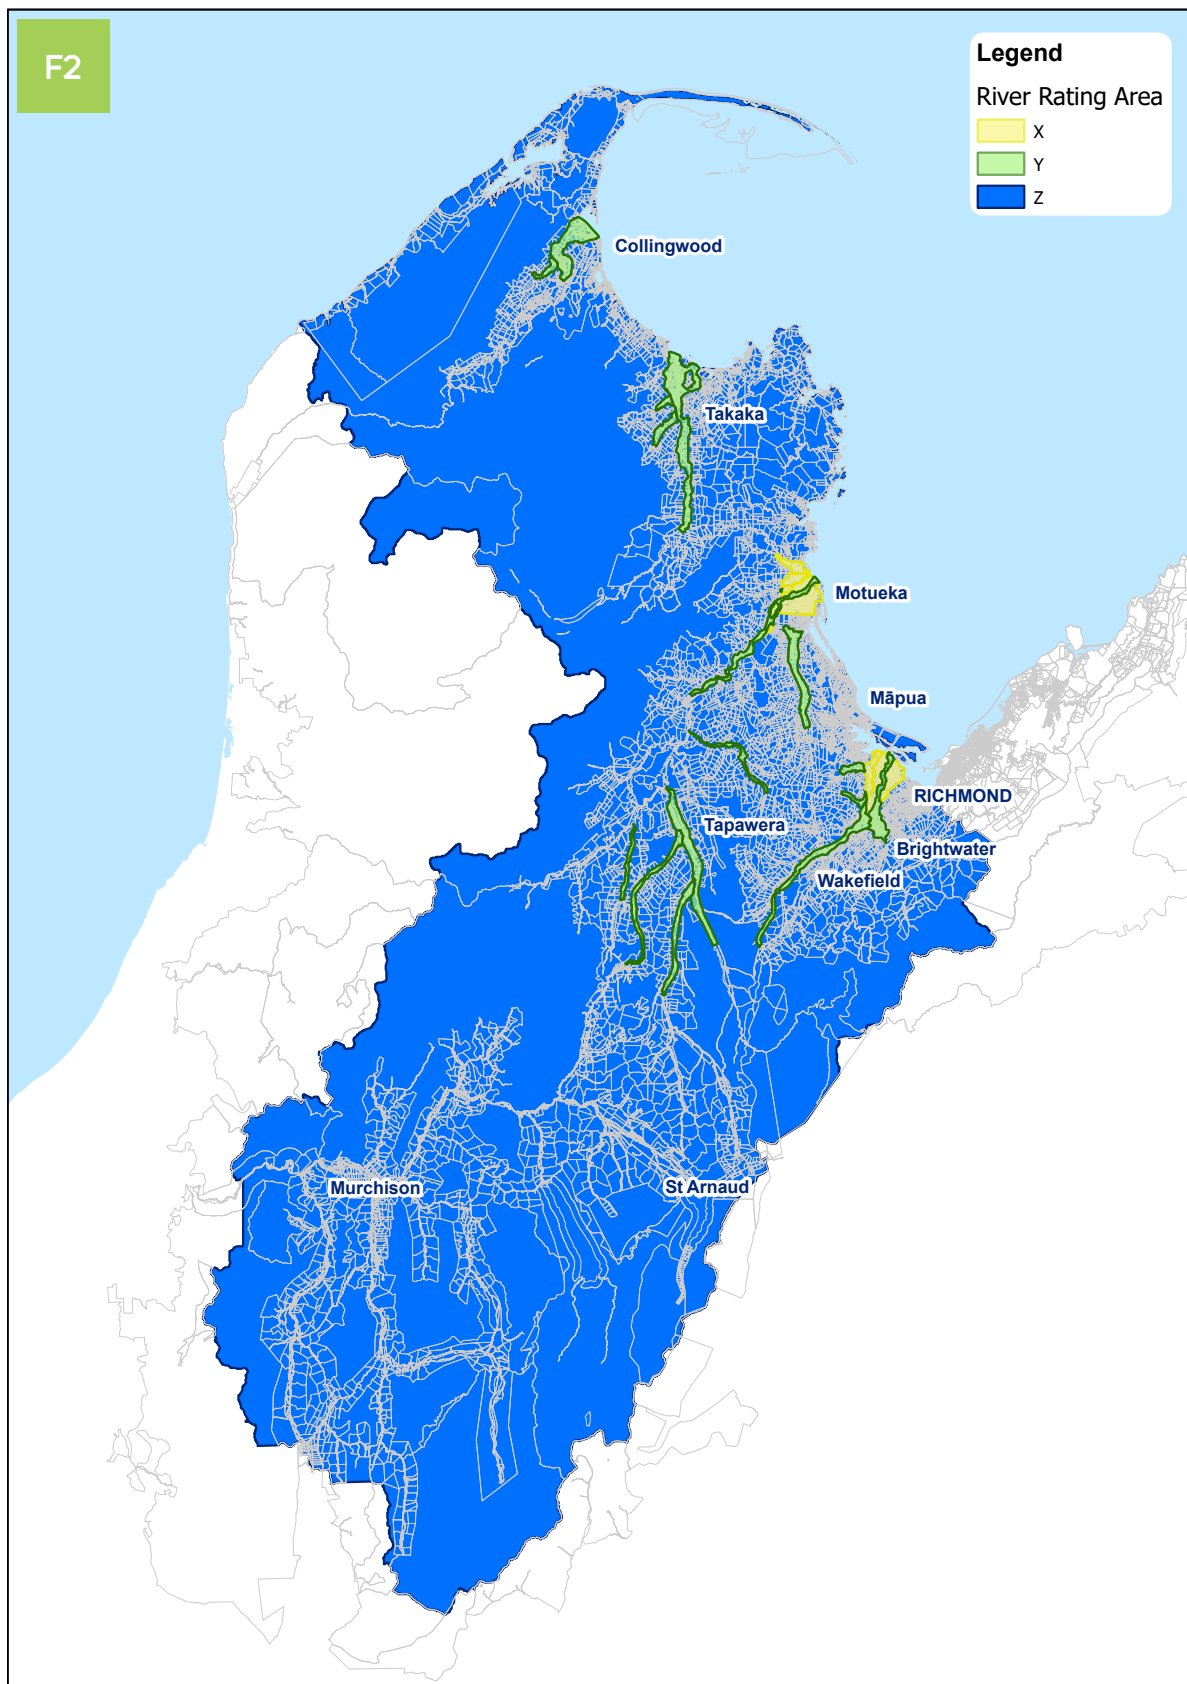 F2
Legend
River Rating Area
X
Y
Z
Collingwood
Takaka
Motueka
Māpua
RICHMOND
Tapawera
Brightwater
Wakefield
Murchison
St Arnaud